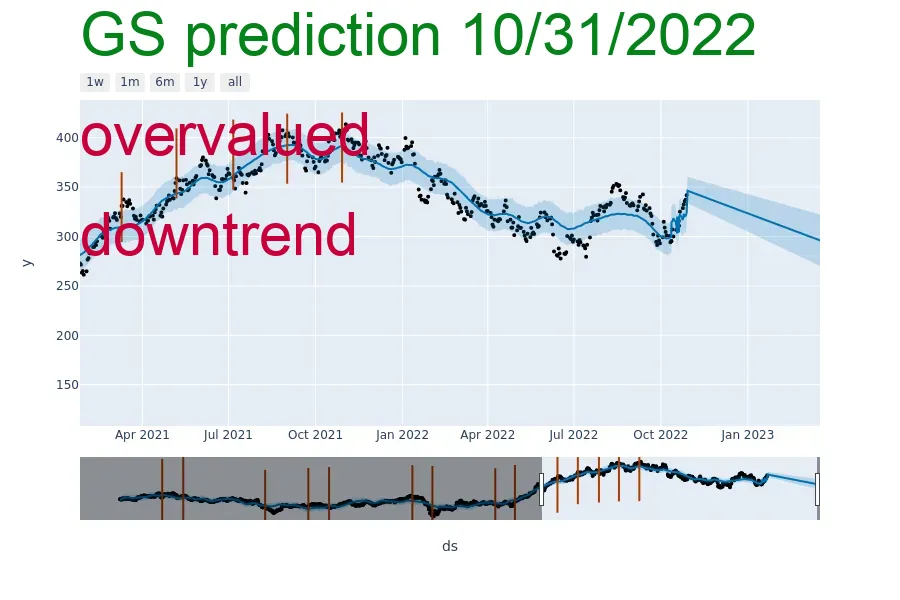 GS prediction 10/31/2022
1w 1m 6m 1y all
overvalued
downtrend
400
350
300
250
200
150
y
Apr 2021 Jul 2021 Oct 2021 Jan 2022 Apr 2022 Jul 2022 Oct 2022 Jan 2023
ds